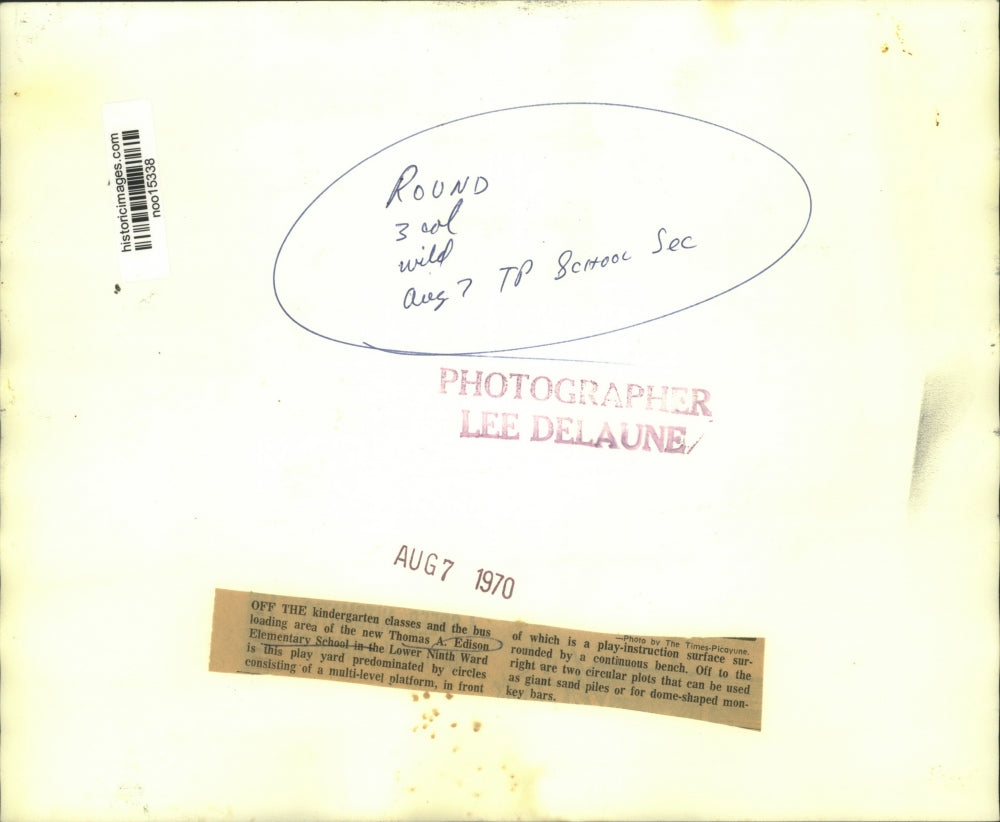 historicimages.com
noo15338
ROUND
3 col
wild
Aug 7 TP SCHOOL Sec
PHOTOGRAPHER
LEE DELAUNE
AUG 7 1970
OFF THE kindergarten classes and the bus
loading area of the new Thomas A. Edison
Elementary School in the Lower Ninth Ward
is this play yard predominated by circles
consisting of a multi-level platform, in front
—Photo by The Times-Picayune.
of which is a play-instruction surface sur-
rounded by a continuous bench. Off to the
right are two circular plots that can be used
as giant sand piles or for dome-shaped mon-
key bars.